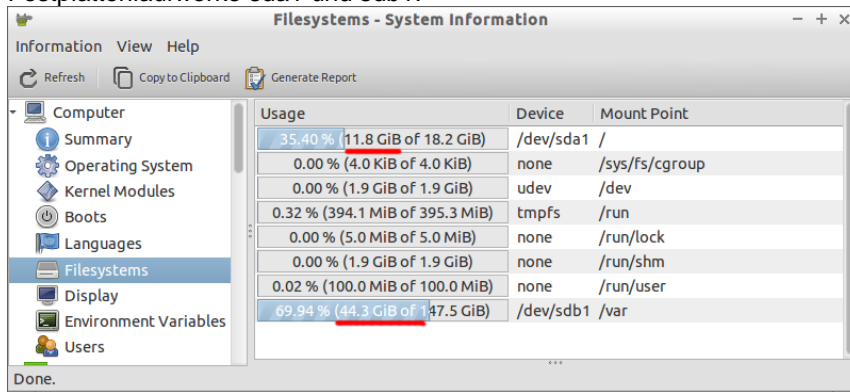 Filesystems - System Information
Information View Help
Refresh Copy to Clipboard Generate Report
Computer
Summary
Operating System
Kernel Modules
Boots
Languages
Filesystems
Display
Environment Variables
Users
Usage Device Mount Point
35.40 % (11.8 GiB of 18.2 GiB) /dev/sda1 /
0.00 % (4.0 KiB of 4.0 KiB) none /sys/fs/cgroup
0.00 % (1.9 GiB of 1.9 GiB) udev /dev
0.32 % (394.1 MiB of 395.3 MiB) tmpfs /run
0.00 % (5.0 MiB of 5.0 MiB) none /run/lock
0.00 % (1.9 GiB of 1.9 GiB) none /run/shm
0.02 % (100.0 MiB of 100.0 MiB) none /run/user
69.94 % (44.3 GiB of 147.5 GiB) /dev/sdb1 /var
Done.